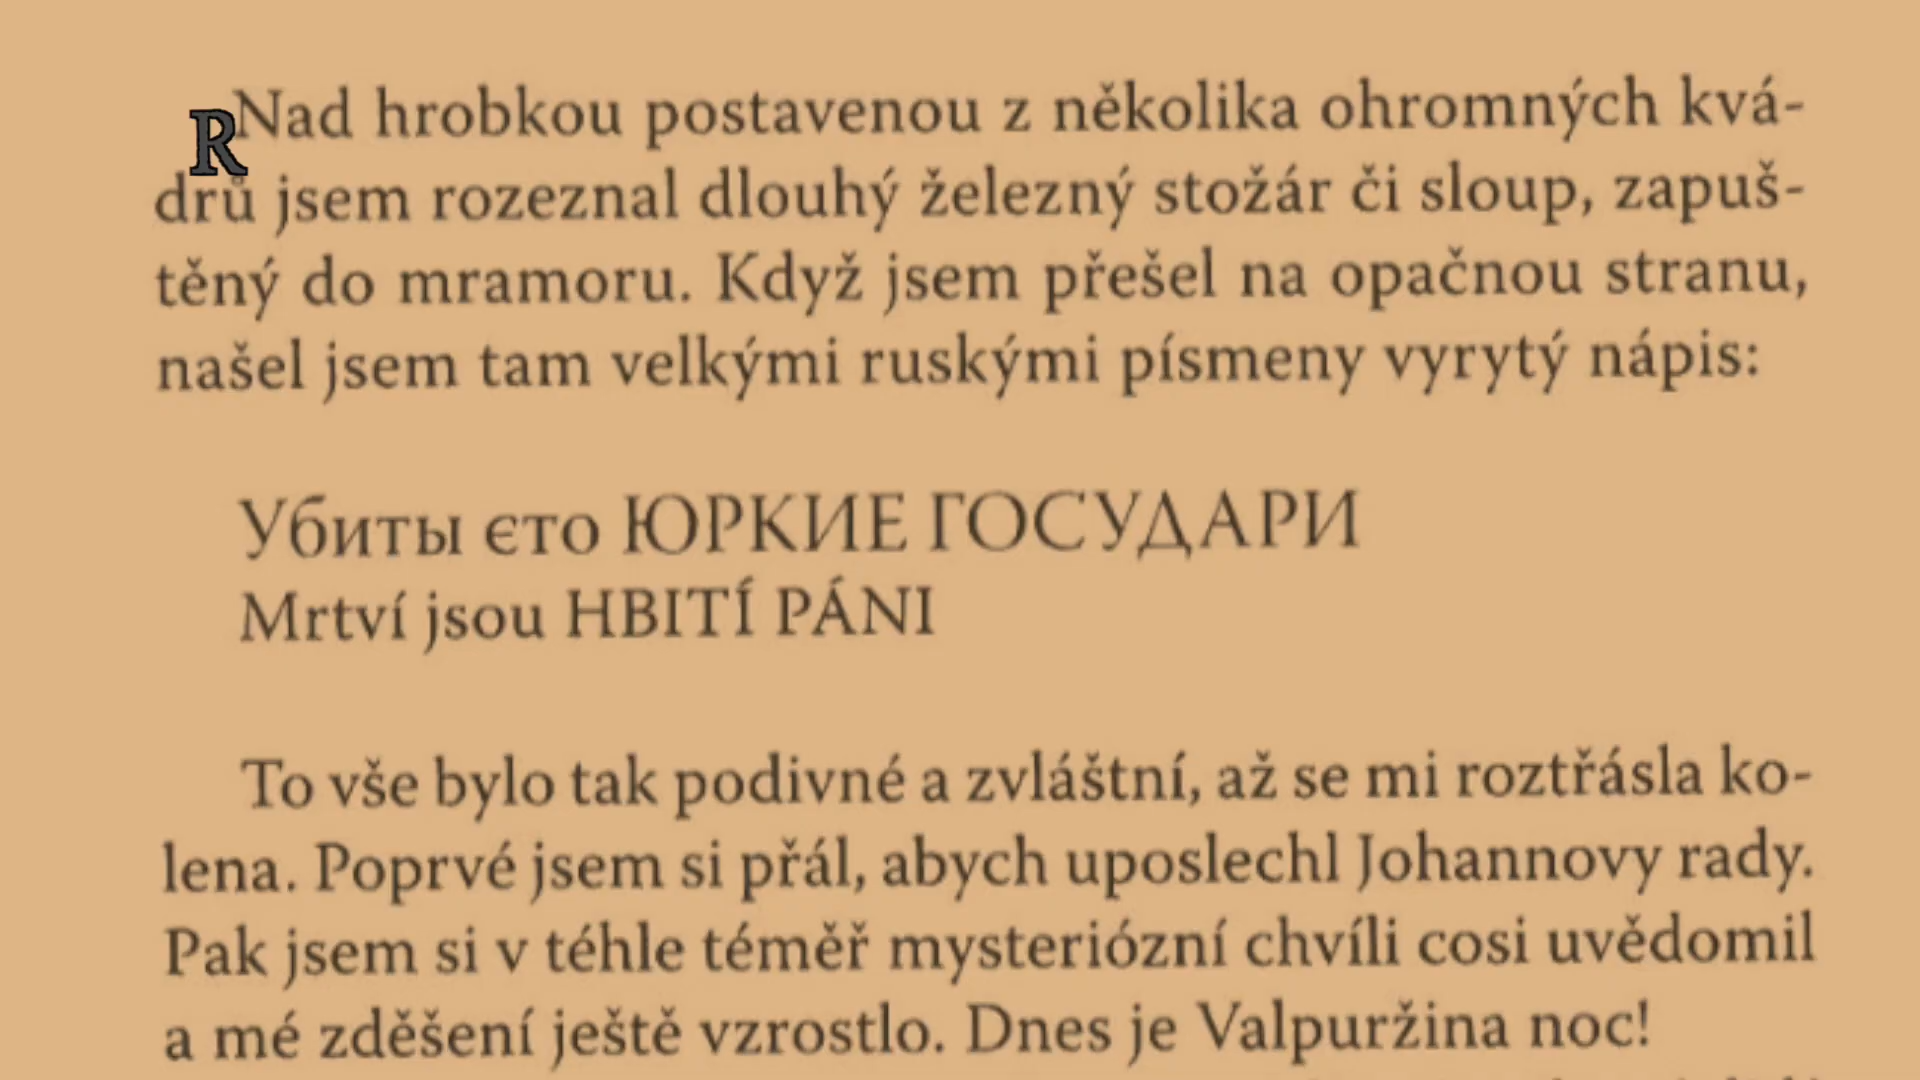 RNad hrobkou postavenou z několika ohromných kvá-
drů jsem rozeznal dlouhý železný stožár či sloup, zapuš-
těný do mramoru. Když jsem přešel na opačnou stranu,
našel jsem tam velkými ruskými písmeny vyrytý nápis:
Убиты єто ЮРКИЕ ГОСУДАРИ
Mrtví jsou HBITÍ PÁNI
To vše bylo tak podivné a zvláštní, až se mi roztřásla ko-
lena. Poprvé jsem si přál, abych uposlechl Johannovy rady.
Pak jsem si v téhle téměř mysteriózní chvíli cosi uvědomil
a mé zděšení ještě vzrostlo. Dnes je Valpuržina noc!